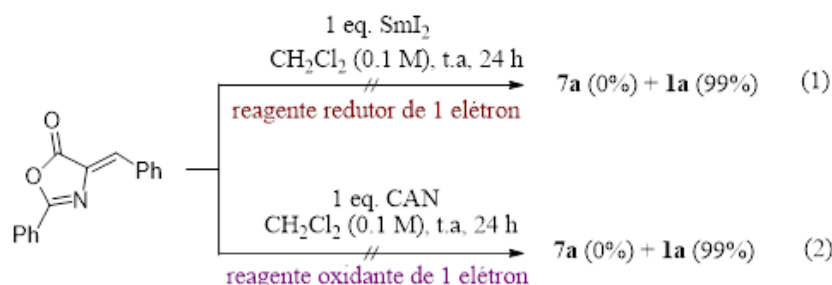 1 eq. SmI₂
CH₂Cl₂ (0.1 M), t.a, 24 h
reagente redutor de 1 elétron
7a (0%) + 1a (99%) (1)
O
O
N
Ph
Ph
1 eq. CAN
CH₂Cl₂ (0.1 M), t.a, 24 h
reagente oxidante de 1 elétron
7a (0%) + 1a (99%) (2)